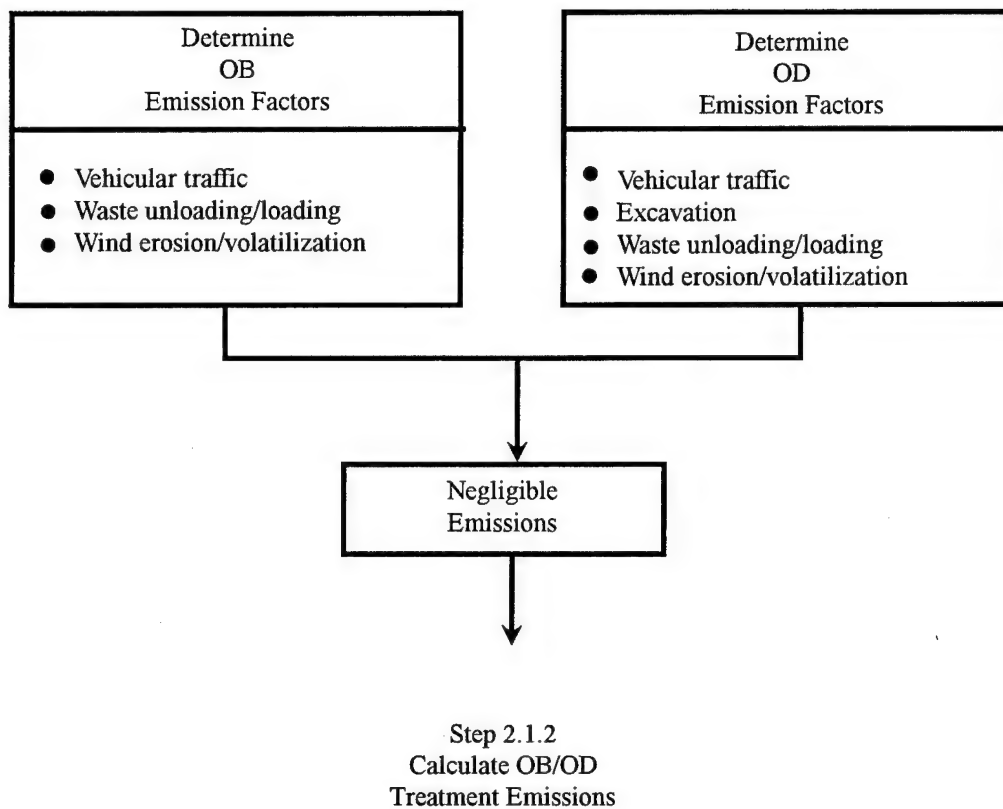 Determine
OB
Emission Factors
● Vehicular traffic
● Waste unloading/loading
● Wind erosion/volatilization
Determine
OD
Emission Factors
● Vehicular traffic
● Excavation
● Waste unloading/loading
● Wind erosion/volatilization
Negligible
Emissions
Step 2.1.2
Calculate OB/OD
Treatment Emissions